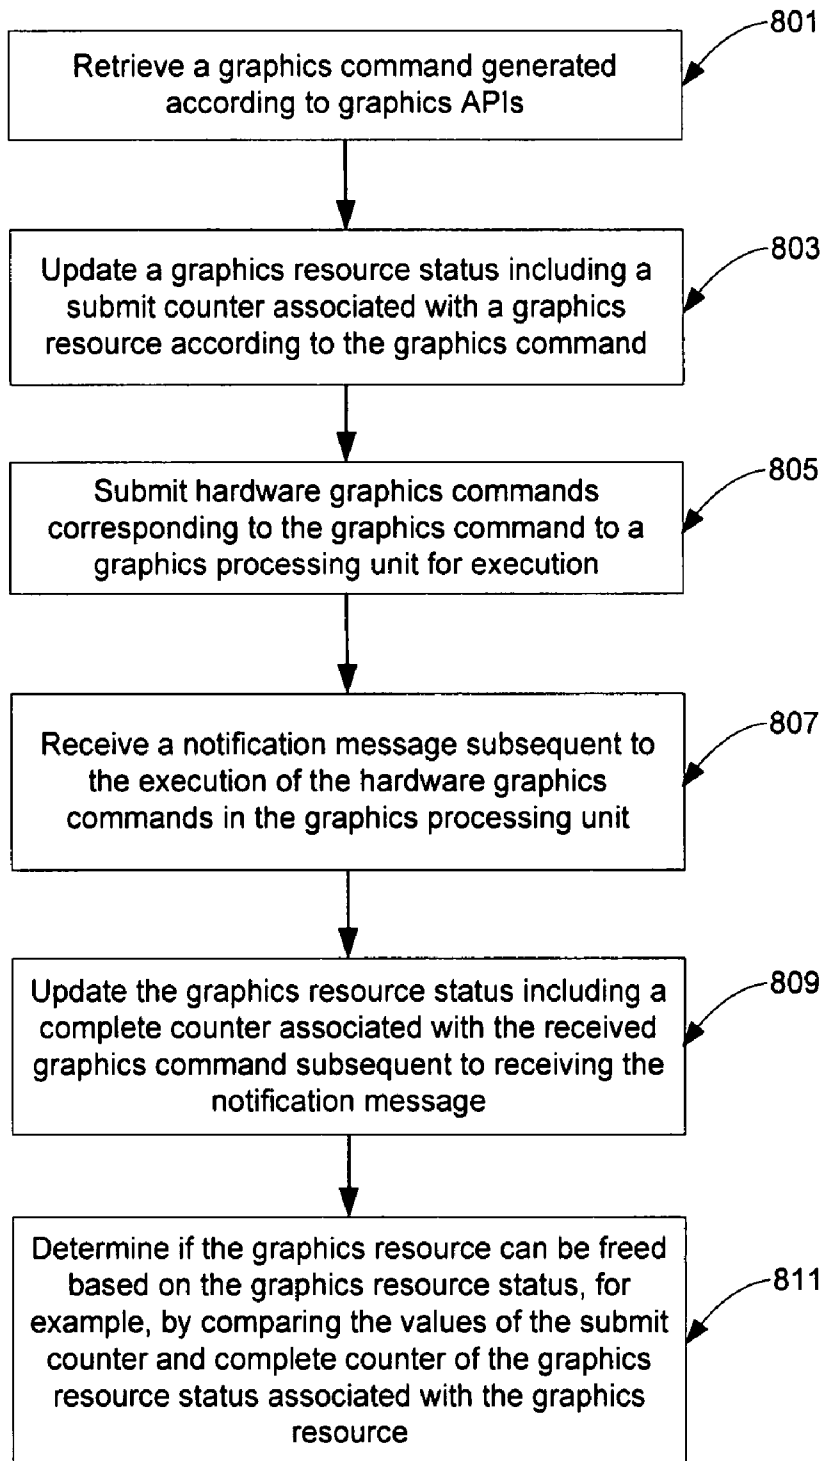 801
Retrieve a graphics command generated
according to graphics APIs
803
Update a graphics resource status including a
submit counter associated with a graphics
resource according to the graphics command
805
Submit hardware graphics commands
corresponding to the graphics command to a
graphics processing unit for execution
807
Receive a notification message subsequent to
the execution of the hardware graphics
commands in the graphics processing unit
809
Update the graphics resource status including a
complete counter associated with the received
graphics command subsequent to receiving the
notification message
811
Determine if the graphics resource can be freed
based on the graphics resource status, for
example, by comparing the values of the submit
counter and complete counter of the graphics
resource status associated with the graphics
resource